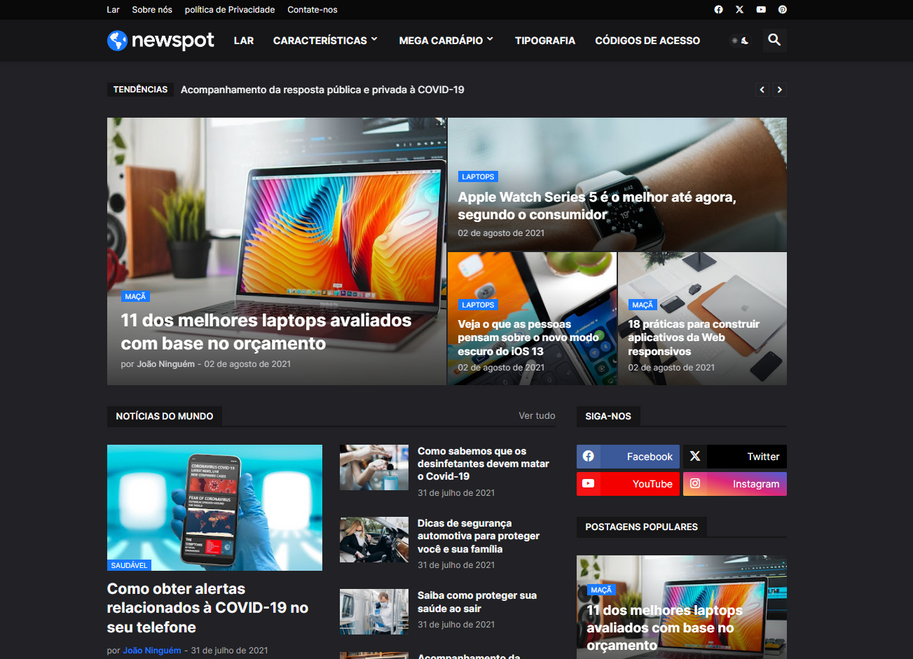 Lar Sobre nós política de Privacidade Contate-nos
newspot LAR CARACTERÍSTICAS MEGA CARDÁPIO TIPOGRAFIA CÓDIGOS DE ACESSO
TENDÊNCIAS Acompanhamento da resposta pública e privada à COVID-19
MAÇÃ
11 dos melhores laptops avaliados
com base no orçamento
por João Ninguém - 02 de agosto de 2021
LAPTOPS
Apple Watch Series 5 é o melhor até agora,
segundo o consumidor
02 de agosto de 2021
LAPTOPS
Veja o que as pessoas
pensam sobre o novo modo
escuro do iOS 13
02 de agosto de 2021
MAÇÃ
18 práticas para construir
aplicativos da Web
responsivos
02 de agosto de 2021
NOTÍCIAS DO MUNDO Ver tudo
CORONAVIRUS COVID-19
FEAR OF CORONAVIRUS
SAUDÁVEL
Como obter alertas
relacionados à COVID-19 no
seu telefone
por João Ninguém - 31 de julho de 2021
Como sabemos que os
desinfetantes devem matar
o Covid-19
31 de julho de 2021
Dicas de segurança
automotiva para proteger
você e sua família
31 de julho de 2021
Saiba como proteger sua
saúde ao sair
31 de julho de 2021
Acompanhamento da
SIGA-NOS
Facebook Twitter
YouTube Instagram
POSTAGENS POPULARES
MAÇÃ
11 dos melhores laptops
avaliados com base no
orçamento